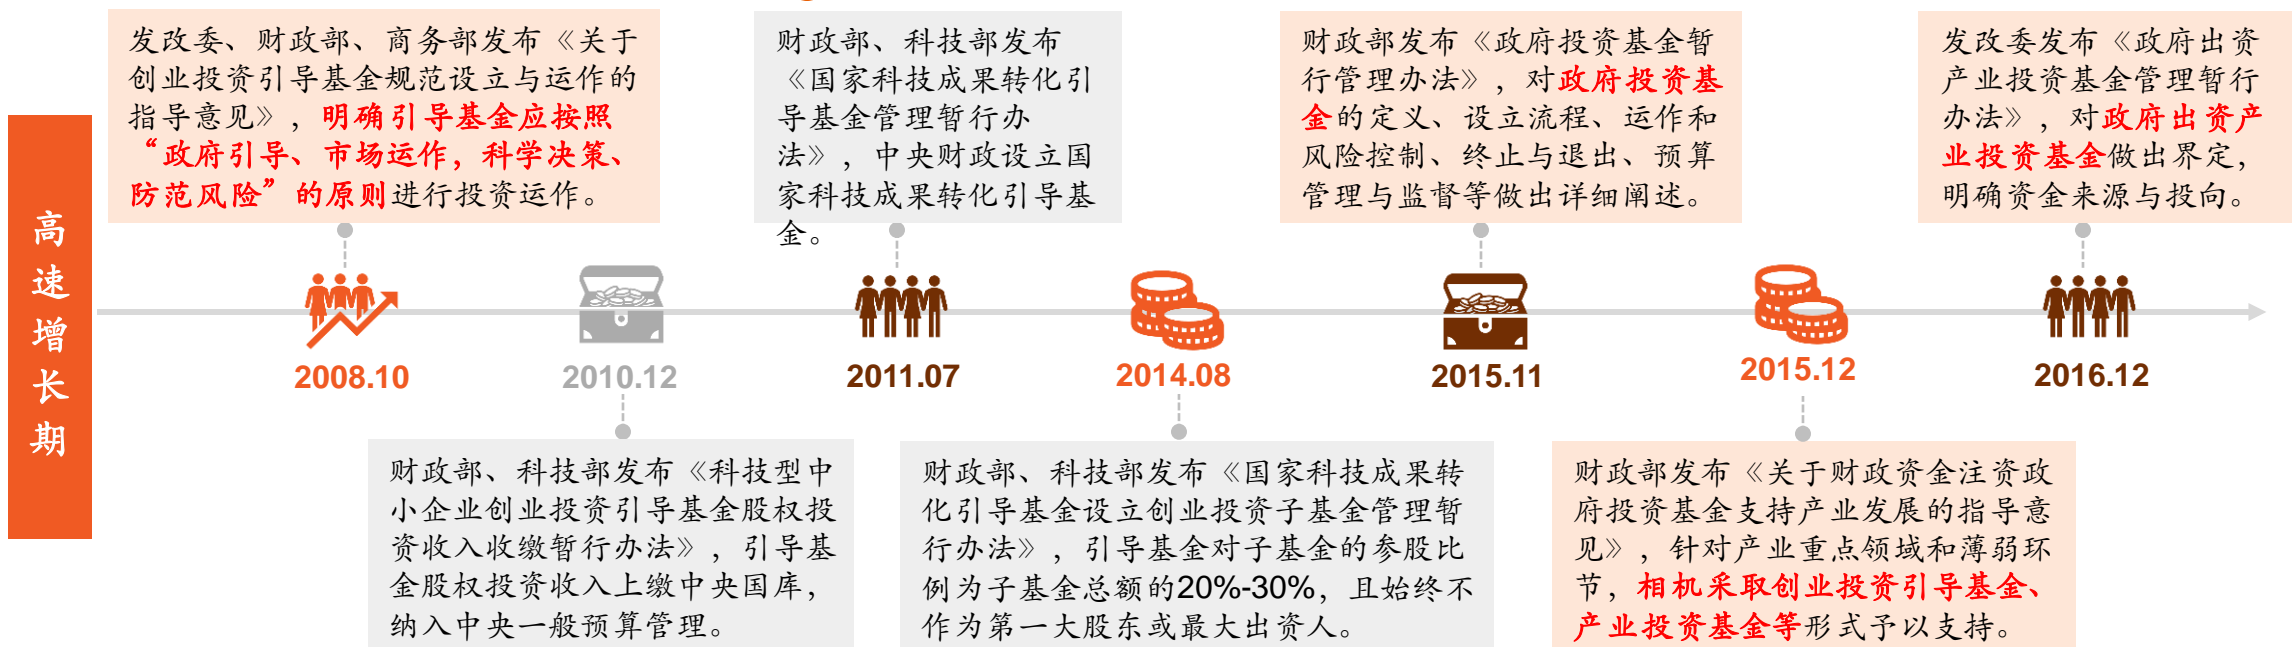 高速增长期
发改委、财政部、商务部发布《关于
创业投资引导基金规范设立与运作的
指导意见》，明确引导基金应按照
“政府引导、市场运作，科学决策、
防范风险”的原则进行投资运作。
财政部、科技部发布
《国家科技成果转化引
导基金管理暂行办
法》，中央财政设立国
家科技成果转化引导基
金。
财政部发布《政府投资基金暂
行管理办法》，对政府投资基
金的定义、设立流程、运作和
风险控制、终止与退出、预算
管理与监督等做出详细阐述。
发改委发布《政府出资
产业投资基金管理暂行
办法》，对政府出资产
业投资基金做出界定，
明确资金来源与投向。
2008.10
2010.12
2011.07
2014.08
2015.11
2015.12
2016.12
财政部、科技部发布《科技型中
小企业创业投资引导基金股权投
资收入收缴暂行办法》，引导基
金股权投资收入上缴中央国库，
纳入中央一般预算管理。
财政部、科技部发布《国家科技成果转
化引导基金设立创业投资子基金管理暂
行办法》，引导基金对子基金的参股比
例为子基金总额的20%-30%，且始终不
作为第一大股东或最大出资人。
财政部发布《关于财政资金注资政
府投资基金支持产业发展的指导意
见》，针对产业重点领域和薄弱环
节，相机采取创业投资引导基金、
产业投资基金等形式予以支持。